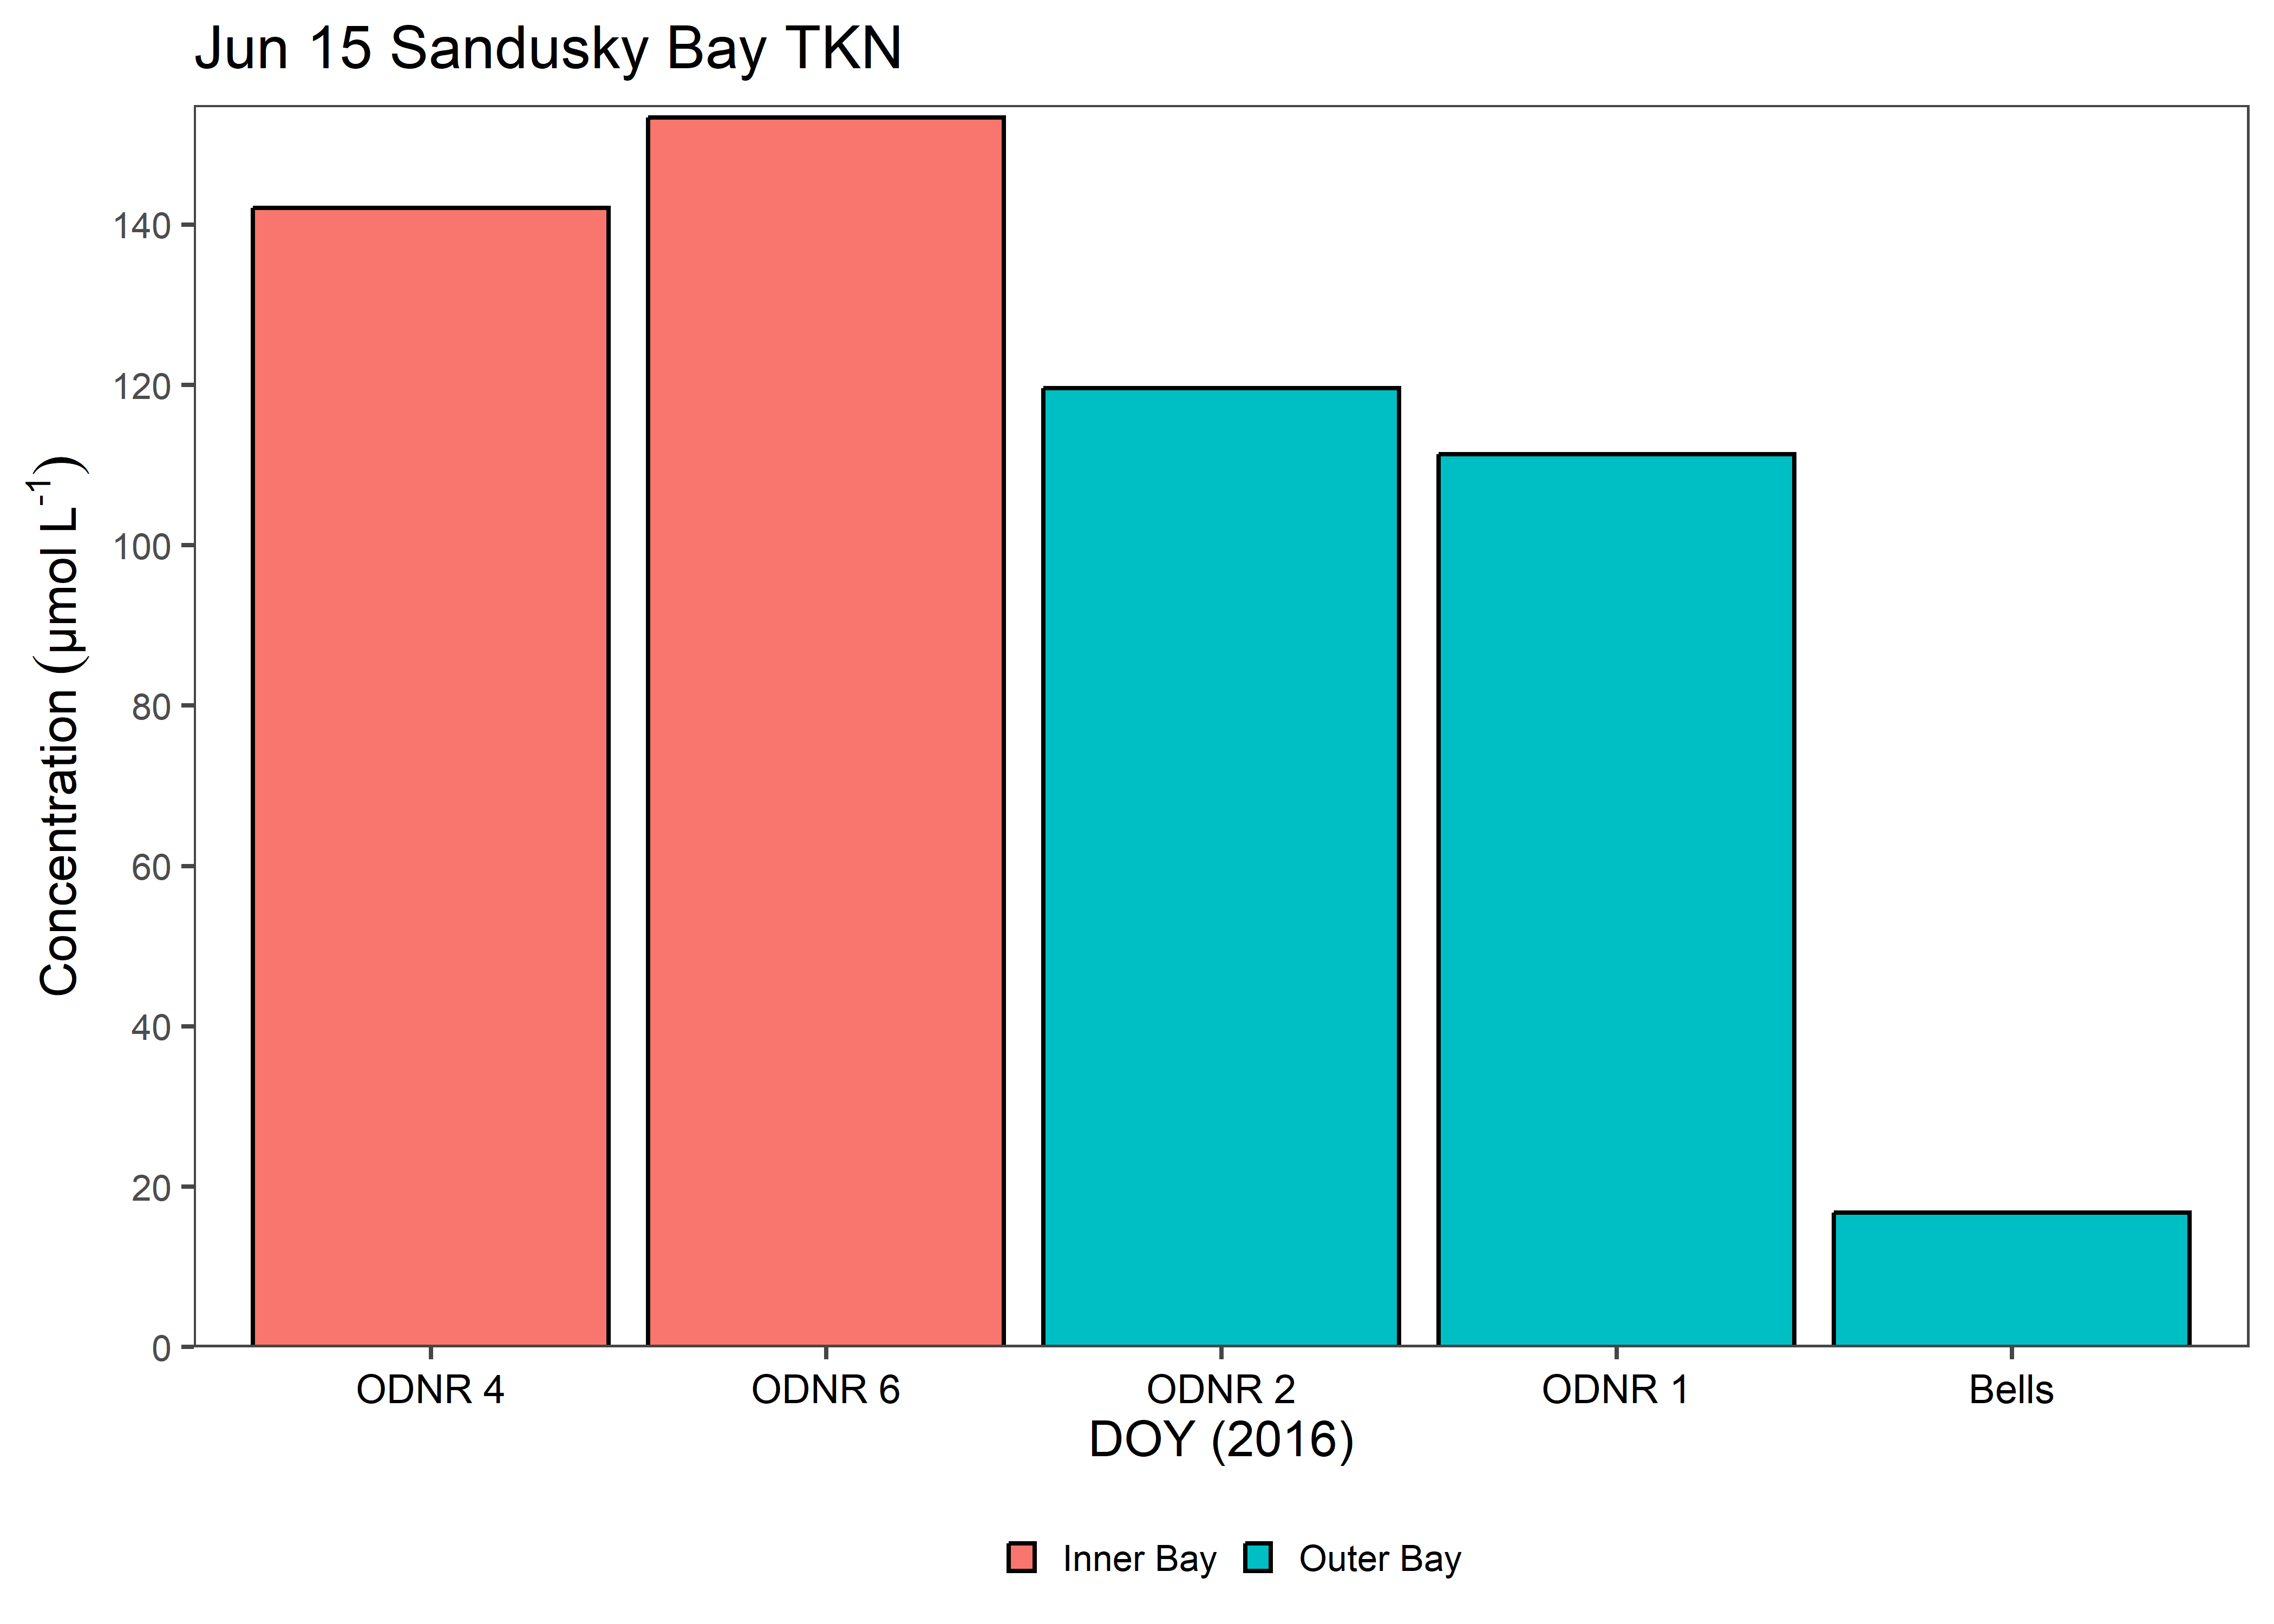 Jun 15 Sandusky Bay TKN
Concentration (µmol L⁻¹)
140
120
100
80
60
40
20
0
ODNR 4 ODNR 6 ODNR 2 ODNR 1 Bells
DOY (2016)
Inner Bay Outer Bay